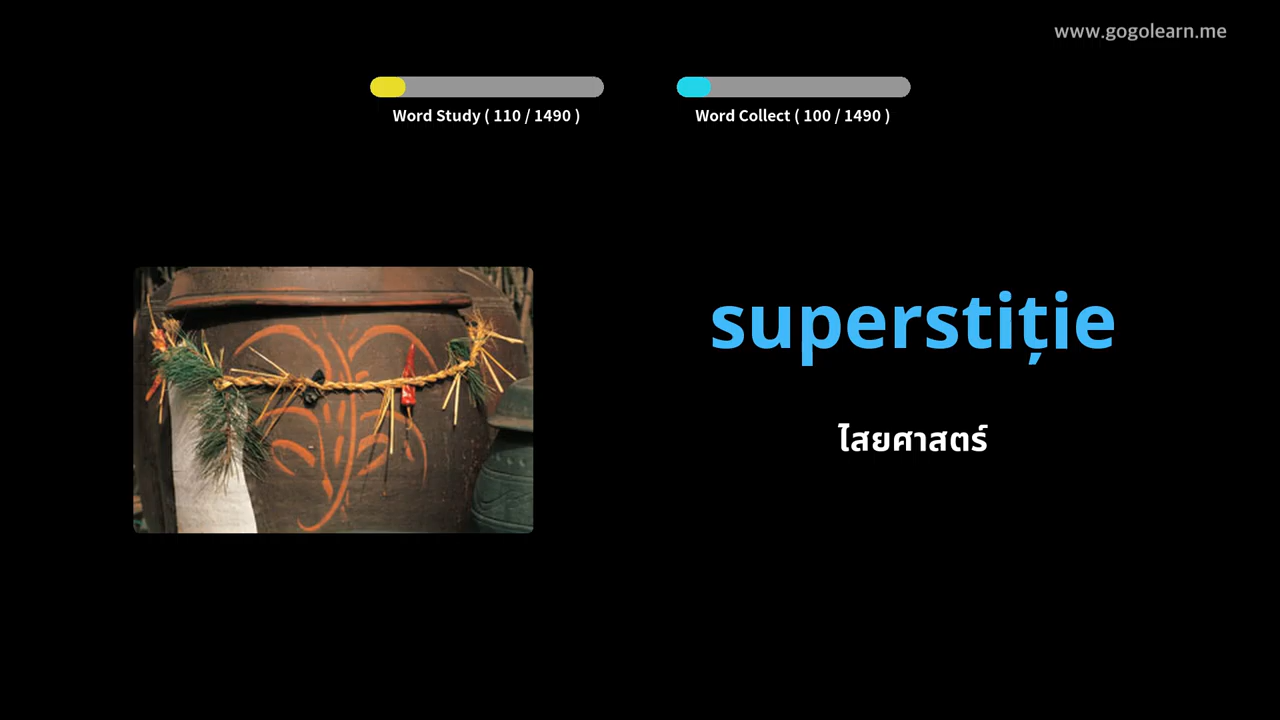 www.gogolearn.me
Word Study ( 110 / 1490 )
Word Collect ( 100 / 1490 )
superstiție
ไสยศาสตร์